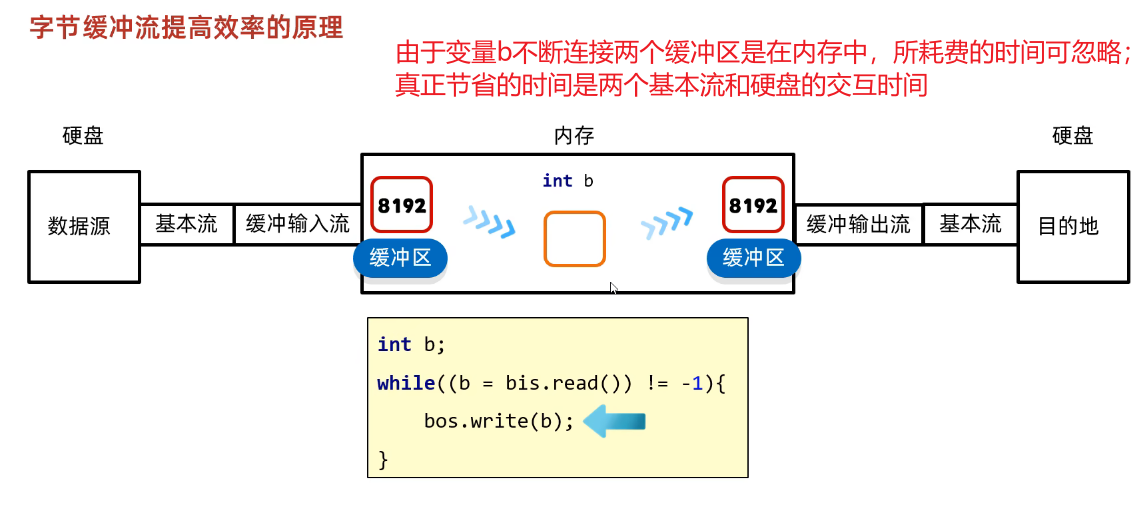 字节缓冲流提高效率的原理
由于变量b不断连接两个缓冲区是在内存中，所耗费的时间可忽略；
真正节省的时间是两个基本流和硬盘的交互时间
硬盘
内存
硬盘
数据源
基本流
缓冲输入流
8192
缓冲区
int b
8192
缓冲区
缓冲输出流
基本流
目的地
int b;
while((b = bis.read()) != -1){
    bos.write(b);
}